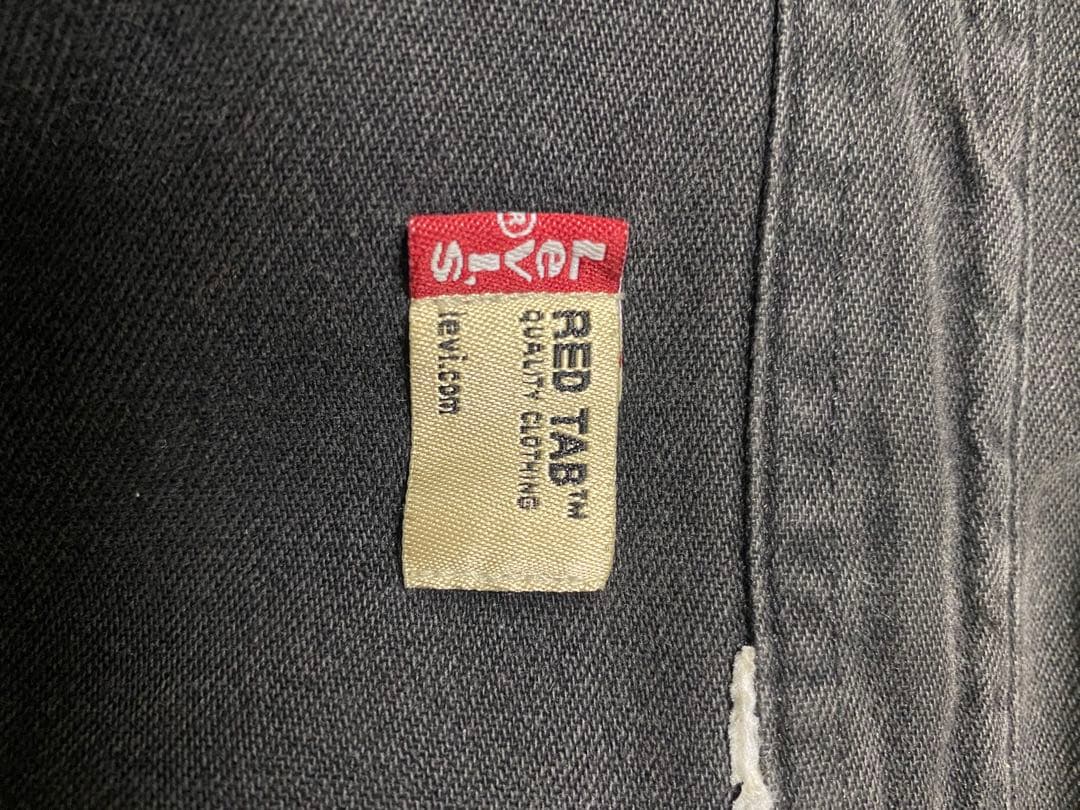 Levi's
®
RED TAB™
QUALITY CLOTHING
levi.com